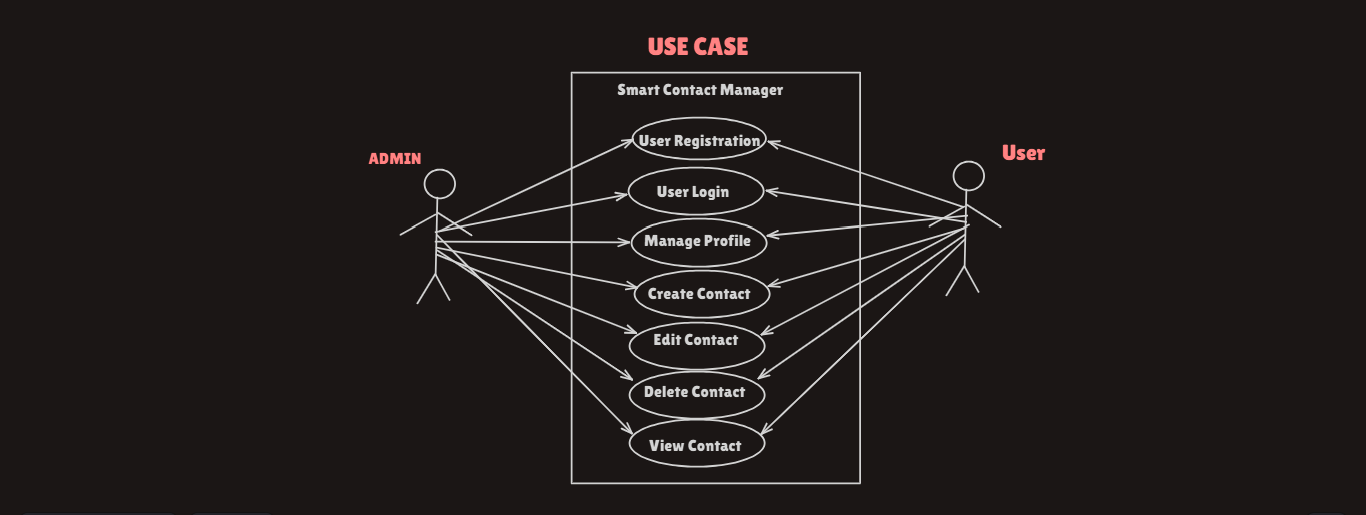 USE CASE
Smart Contact Manager
ADMIN
User
User Registration
User Login
Manage Profile
Create Contact
Edit Contact
Delete Contact
View Contact